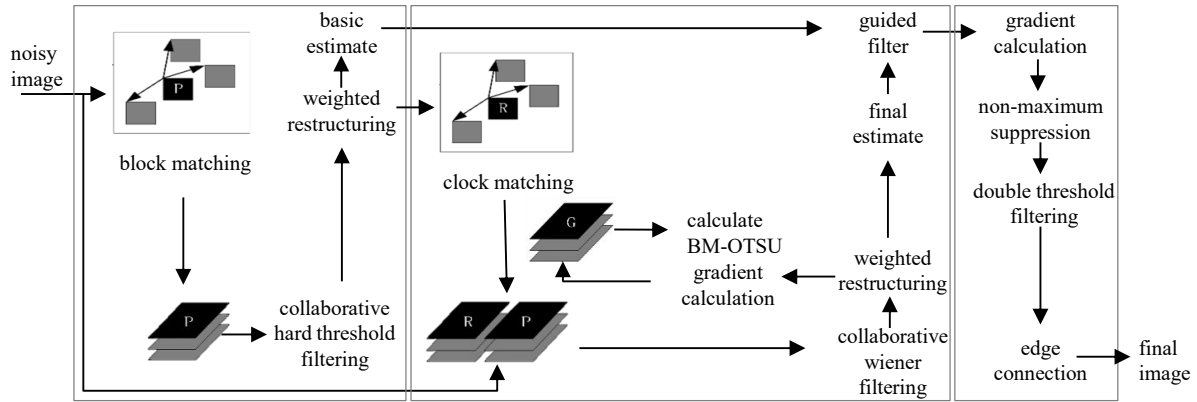 noisy
image
P
block matching
P
collaborative
hard threshold
filtering
weighted
restructuring
basic
estimate
R
clock matching
G
calculate
BM-OTSU
gradient
calculation
R
P
collaborative
wiener
filtering
weighted
restructuring
final
estimate
guided
filter
gradient
calculation
non-maximum
suppression
double threshold
filtering
edge
connection
final
image